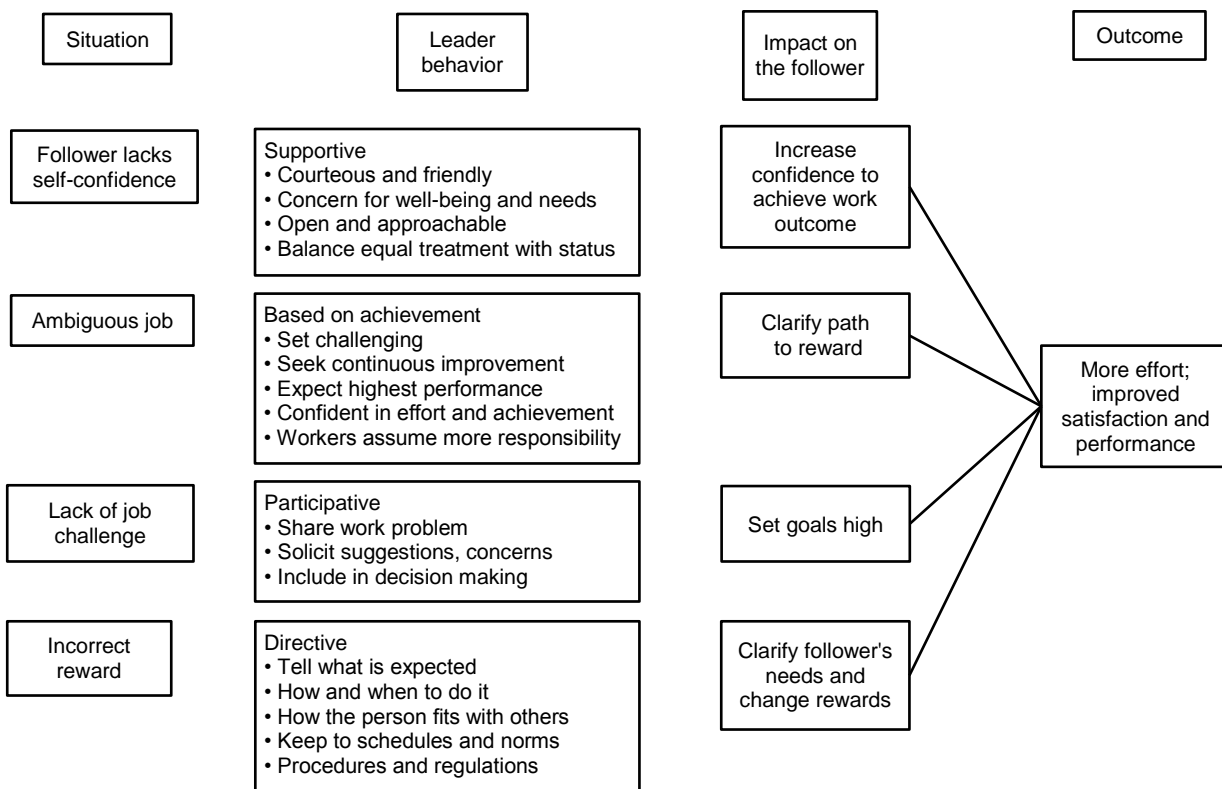 Situation
Leader
behavior
Impact on
the follower
Outcome
Follower lacks
self-confidence
Supportive
• Courteous and friendly
• Concern for well-being and needs
• Open and approachable
• Balance equal treatment with status
Increase
confidence to
achieve work
outcome
Ambiguous job
Based on achievement
• Set challenging
• Seek continuous improvement
• Expect highest performance
• Confident in effort and achievement
• Workers assume more responsibility
Clarify path
to reward
More effort;
improved
satisfaction and
performance
Lack of job
challenge
Participative
• Share work problem
• Solicit suggestions, concerns
• Include in decision making
Set goals high
Incorrect
reward
Directive
• Tell what is expected
• How and when to do it
• How the person fits with others
• Keep to schedules and norms
• Procedures and regulations
Clarify follower's
needs and
change rewards